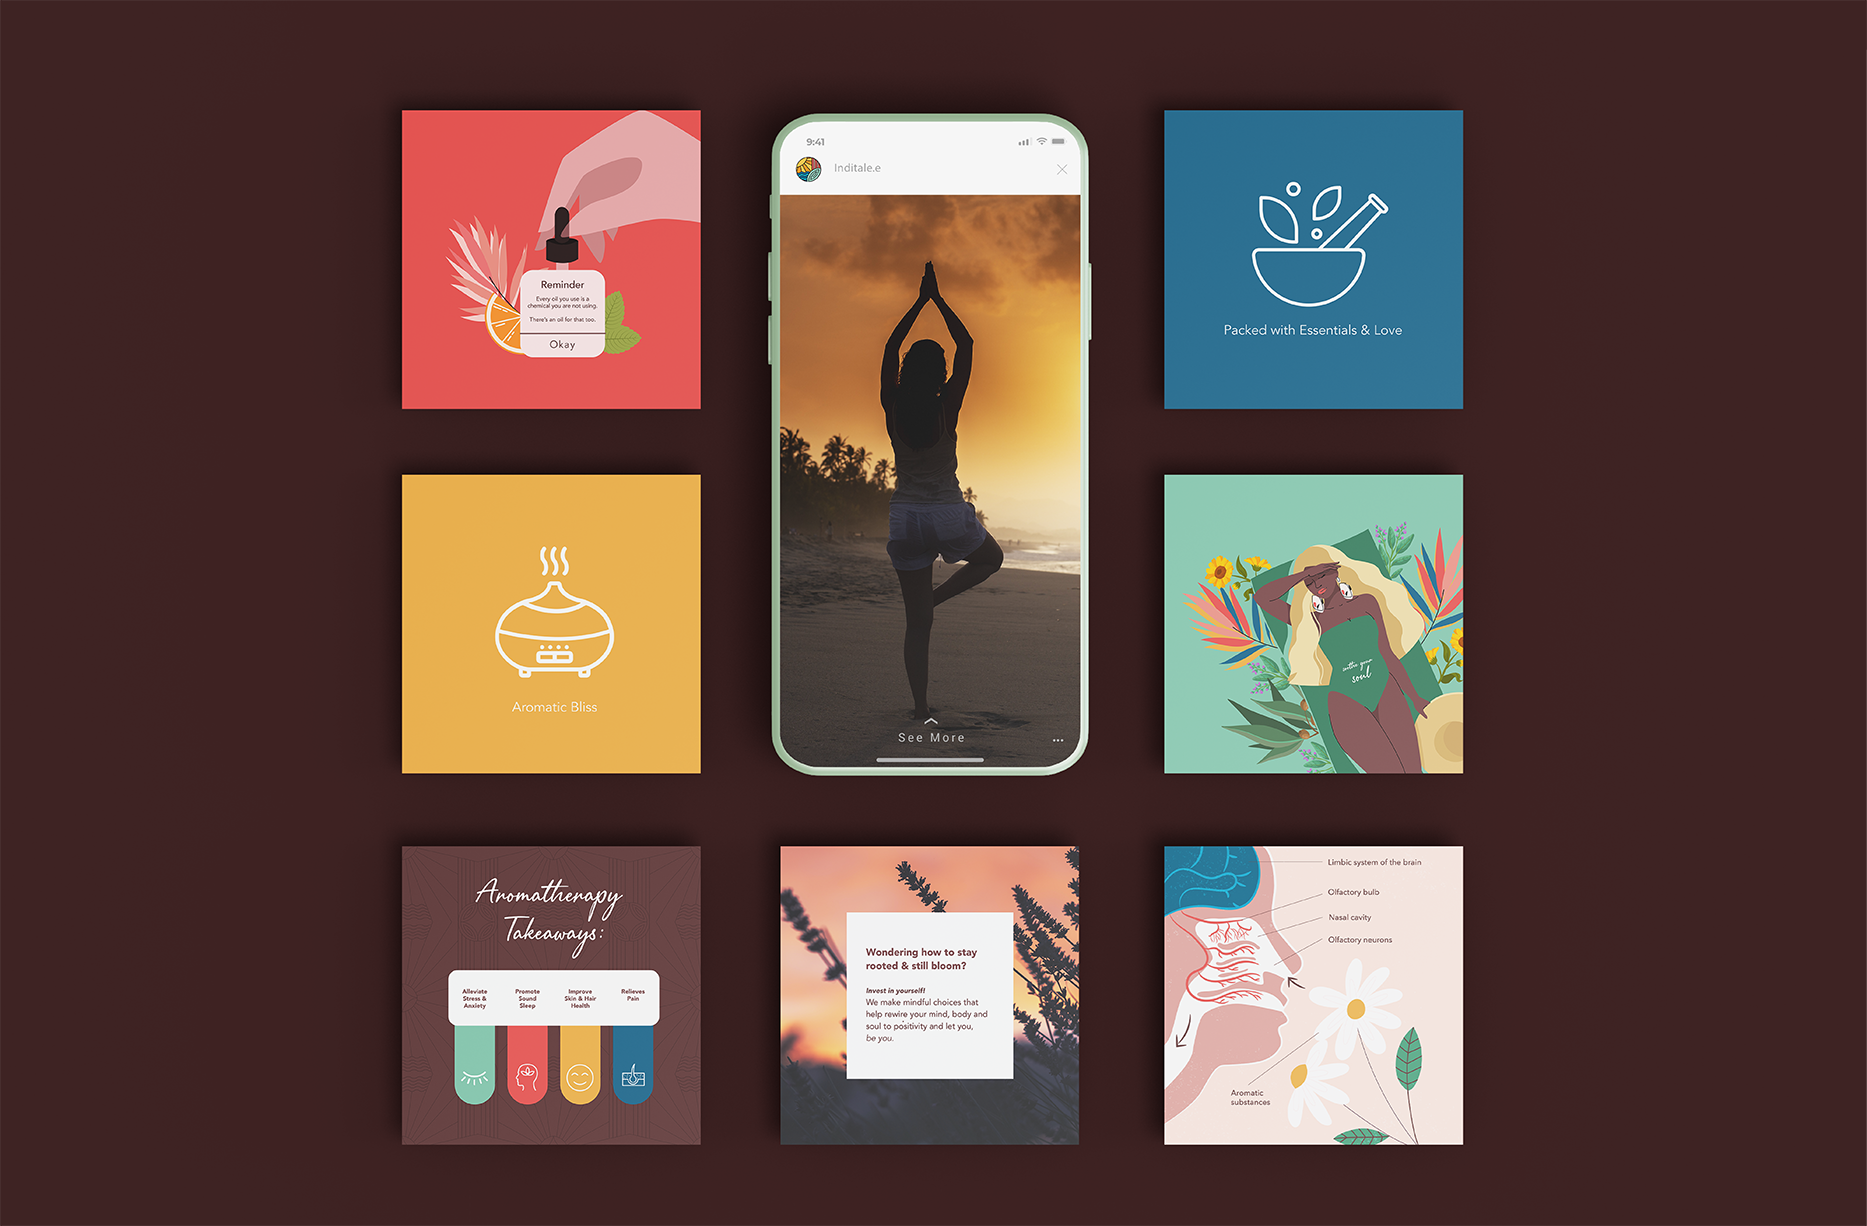 Reminder
Every oil you use is a
chemical you are not using.
There's an oil for that too.
Okay
9:41
Inditale.e
See More
Packed with Essentials & Love
Aromatic Bliss
soothe your
soul
Aromatherapy
Takeaways:
Alleviate
Stress &
Anxiety
Promote
Sound
Sleep
Improve
Skin & Hair
Health
Relieves
Pain
Wondering how to stay
rooted & still bloom?
Invest in yourself!
We make mindful choices that
help rewire your mind, body and
soul to positivity and let you,
be you.
Limbic system of the brain
Olfactory bulb
Nasal cavity
Olfactory neurons
Aromatic
substances